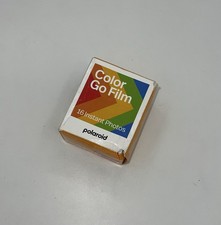 Color
Go Film
16 Instant Photos
polaroid